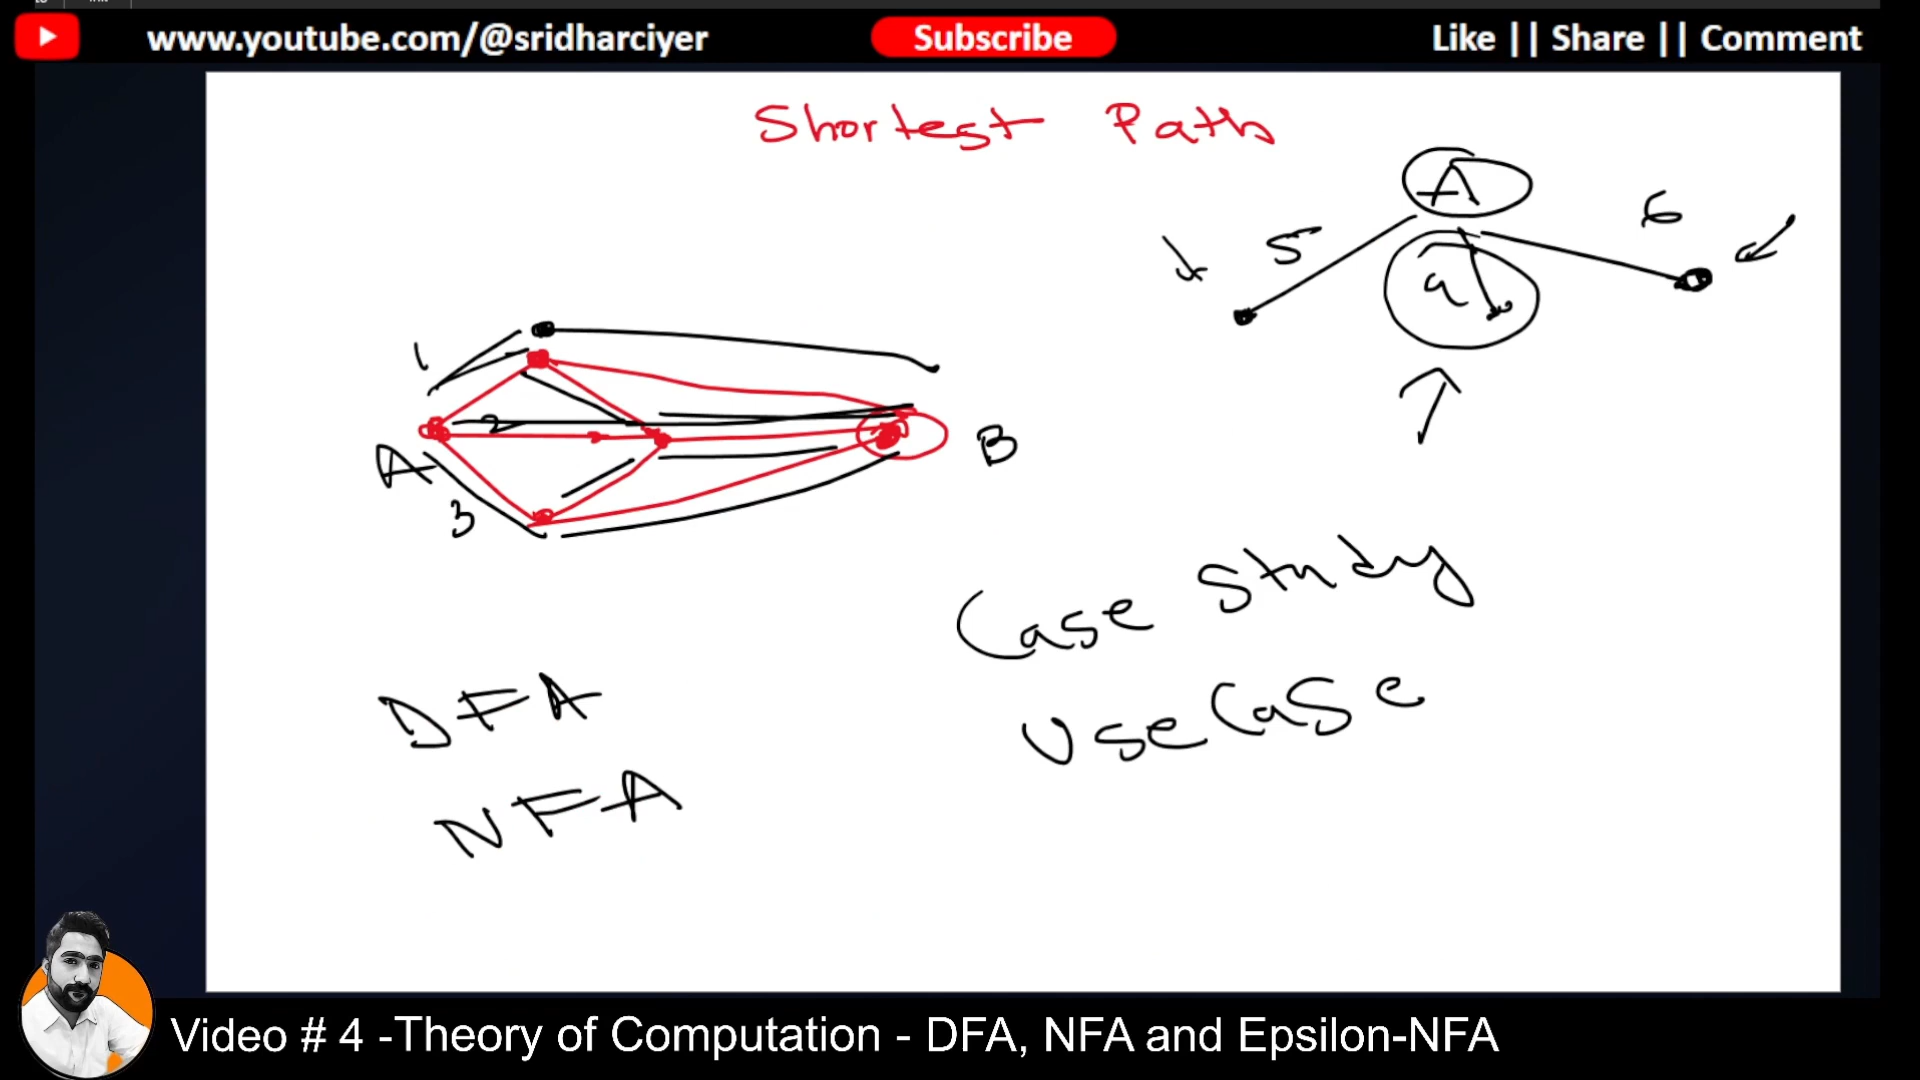 www.youtube.com/@sridharciyer Subscribe Like || Share || Comment
Shortest Path
A
5 6
a
1
2
A B
3
Case Study
DFA UseCase
NFA
Video # 4 -Theory of Computation - DFA, NFA and Epsilon-NFA